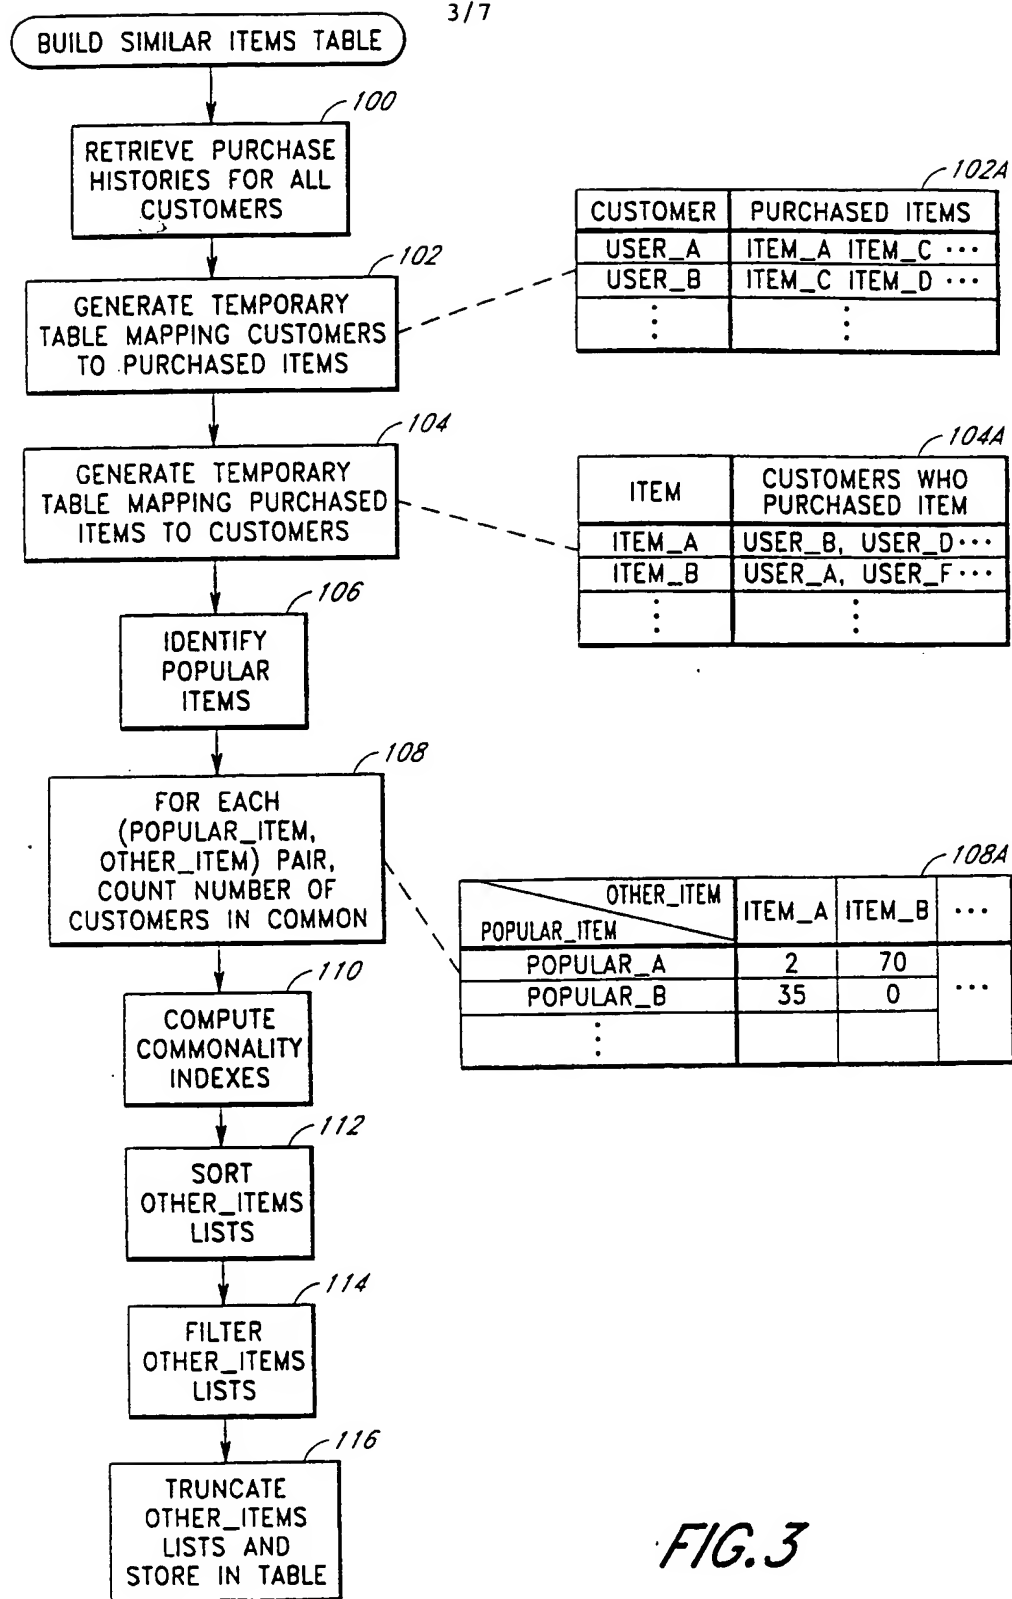 3/7
BUILD SIMILAR ITEMS TABLE
100
RETRIEVE PURCHASE
HISTORIES FOR ALL
CUSTOMERS
102
GENERATE TEMPORARY
TABLE MAPPING CUSTOMERS
TO PURCHASED ITEMS
102A
CUSTOMER PURCHASED ITEMS
USER_A ITEM_A ITEM_C ···
USER_B ITEM_C ITEM_D ···
104
GENERATE TEMPORARY
TABLE MAPPING PURCHASED
ITEMS TO CUSTOMERS
104A
ITEM CUSTOMERS WHO
PURCHASED ITEM
ITEM_A USER_B, USER_D···
ITEM_B USER_A, USER_F···
106
IDENTIFY
POPULAR
ITEMS
108
FOR EACH
(POPULAR_ITEM,
OTHER_ITEM) PAIR,
COUNT NUMBER OF
CUSTOMERS IN COMMON
108A
OTHER_ITEM
POPULAR_ITEM
ITEM_A ITEM_B ···
POPULAR_A 2 70 ···
POPULAR_B 35 0
110
COMPUTE
COMMONALITY
INDEXES
112
SORT
OTHER_ITEMS
LISTS
114
FILTER
OTHER_ITEMS
LISTS
116
TRUNCATE
OTHER_ITEMS
LISTS AND
STORE IN TABLE
FIG.3